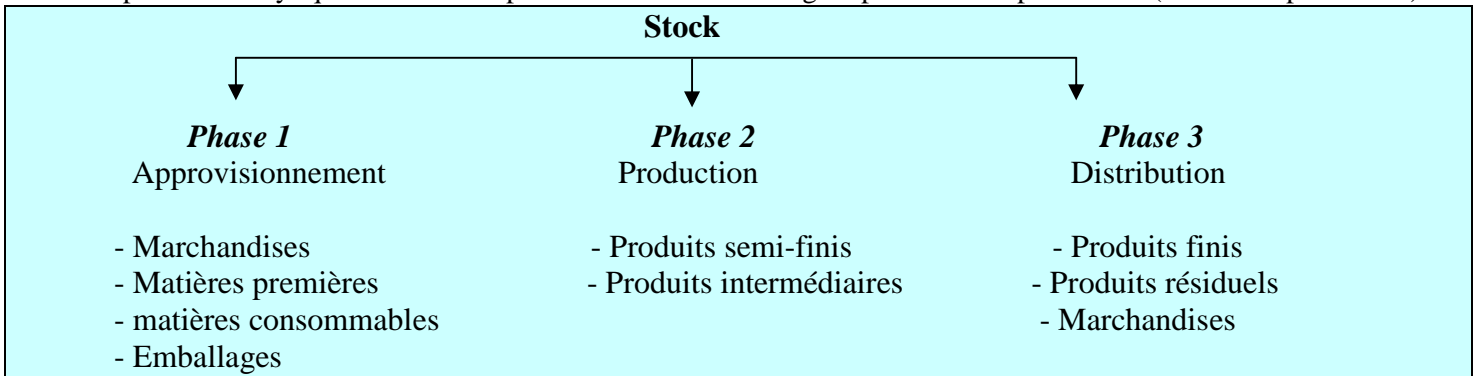 Stock
Phase 1 Phase 2 Phase 3
Approvisionnement Production Distribution
- Marchandises - Produits semi-finis - Produits finis
- Matières premières - Produits intermédiaires - Produits résiduels
- matières consommables - Marchandises
- Emballages